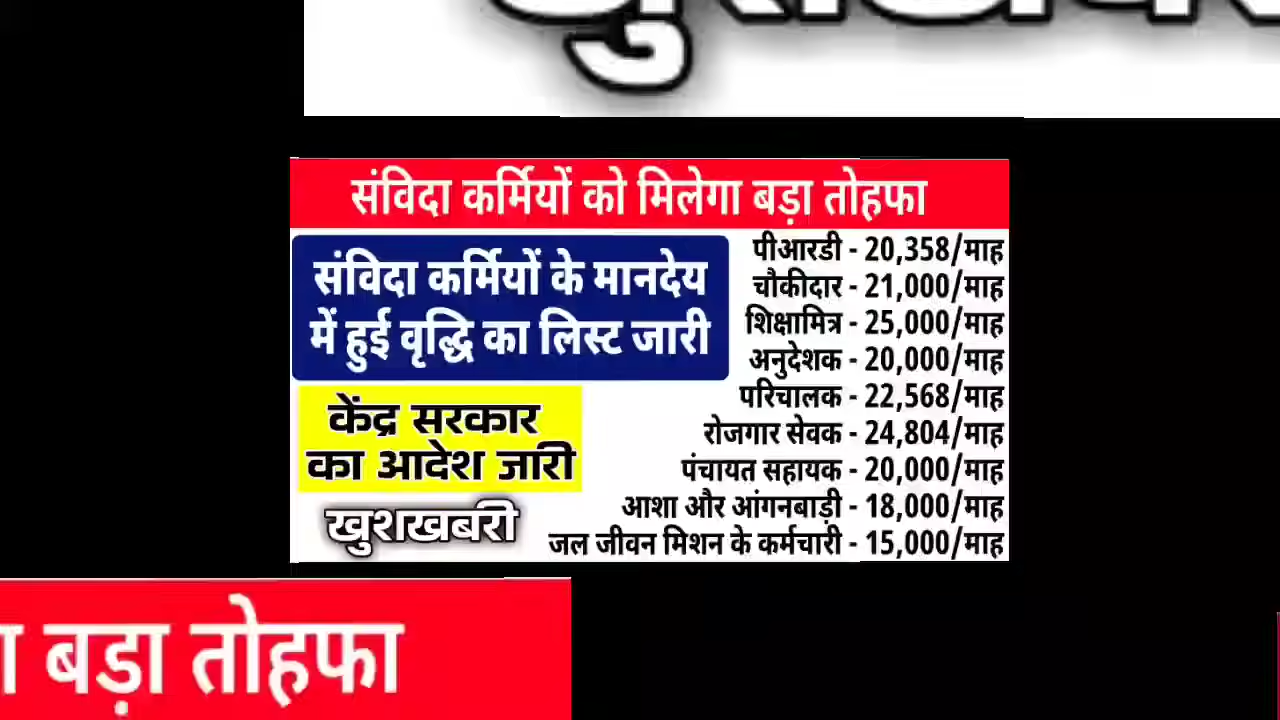 संविदा कर्मियों को मिलेगा बड़ा तोहफा
संविदा कर्मियों के मानदेय
में हुई वृद्धि का लिस्ट जारी
केंद्र सरकार
का आदेश जारी
खुशखबरी
पीआरडी - 20,358/माह
चौकीदार - 21,000/माह
शिक्षामित्र - 25,000/माह
अनुदेशक - 20,000/माह
परिचालक - 22,568/माह
रोजगार सेवक - 24,804/माह
पंचायत सहायक - 20,000/माह
आशा और आंगनबाड़ी - 18,000/माह
जल जीवन मिशन के कर्मचारी - 15,000/माह
बड़ा तोहफा